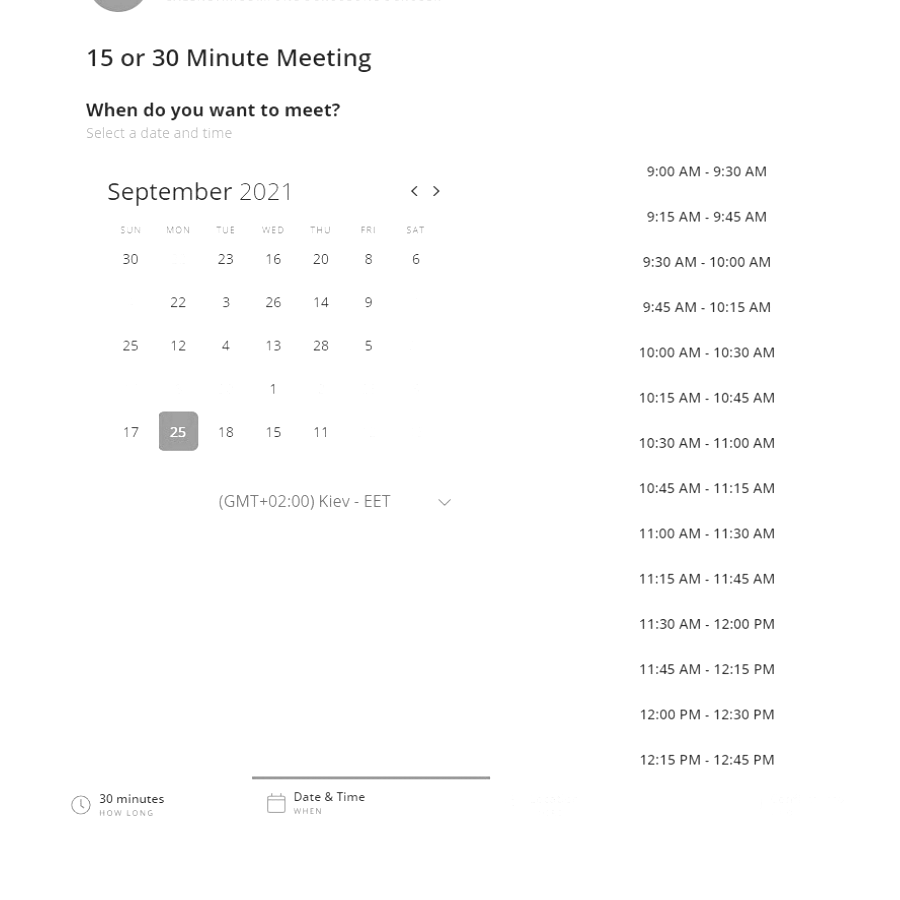 15 or 30 Minute Meeting
When do you want to meet?
Select a date and time
September 2021
SUN MON TUE WED THU FRI SAT
30 23 16 20 8 6
22 3 26 14 9
25 12 4 13 28 5
1
17 25 18 15 11
(GMT+02:00) Kiev - EET
9:00 AM - 9:30 AM
9:15 AM - 9:45 AM
9:30 AM - 10:00 AM
9:45 AM - 10:15 AM
10:00 AM - 10:30 AM
10:15 AM - 10:45 AM
10:30 AM - 11:00 AM
10:45 AM - 11:15 AM
11:00 AM - 11:30 AM
11:15 AM - 11:45 AM
11:30 AM - 12:00 PM
11:45 AM - 12:15 PM
12:00 PM - 12:30 PM
12:15 PM - 12:45 PM
30 minutes
HOW LONG
Date & Time
WHEN